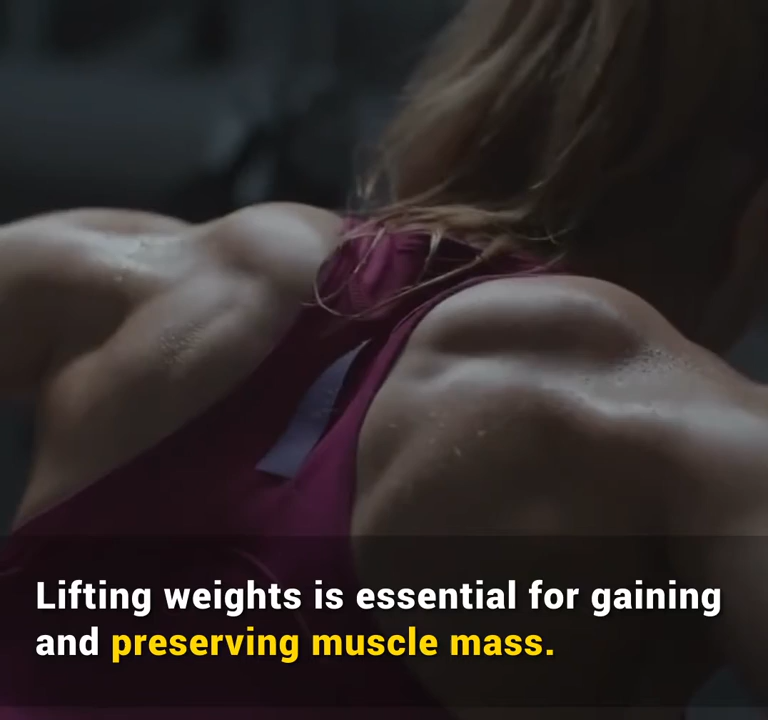 Lifting weights is essential for gaining
and preserving muscle mass.